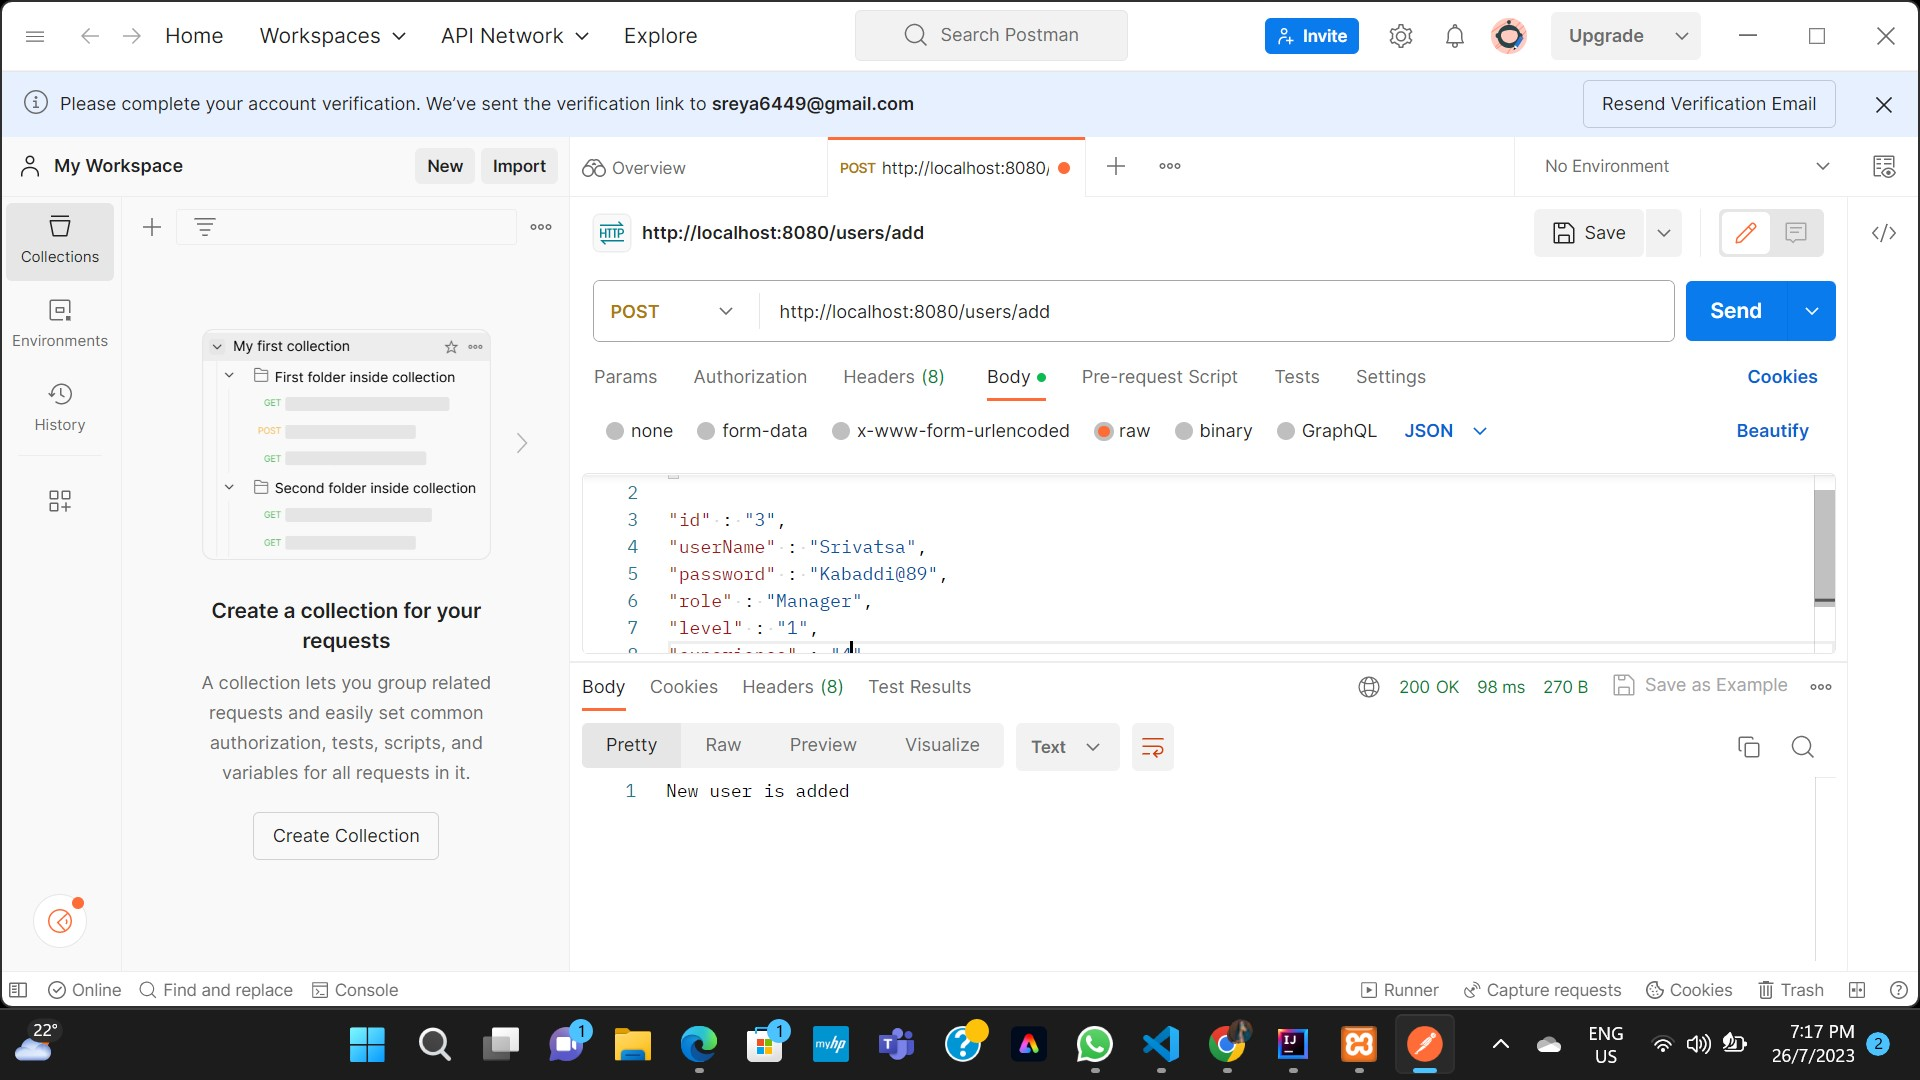 Home
Workspaces
API Network
Explore
Search Postman
Invite
Upgrade
Please complete your account verification. We've sent the verification link to sreya6449@gmail.com
Resend Verification Email
My Workspace
New
Import
Overview
POST http://localhost:8080/
No Environment
Collections
Environments
History
HTTP
http://localhost:8080/users/add
Save
POST
http://localhost:8080/users/add
Send
Params
Authorization
Headers (8)
Body
Pre-request Script
Tests
Settings
Cookies
none
form-data
x-www-form-urlencoded
raw
binary
GraphQL
JSON
Beautify
2
3 "id" : "3",
4 "userName" : "Srivatsa",
5 "password" : "Kabaddi@89",
6 "role" : "Manager",
7 "level" : "1",
8 "experience" : "4"
My first collection
First folder inside collection
GET
POST
GET
Second folder inside collection
GET
GET
Create a collection for your
requests
A collection lets you group related
requests and easily set common
authorization, tests, scripts, and
variables for all requests in it.
Create Collection
Body
Cookies
Headers (8)
Test Results
200 OK
98 ms
270 B
Save as Example
Pretty
Raw
Preview
Visualize
Text
1 New user is added
Online
Find and replace
Console
Runner
Capture requests
Cookies
Trash
22°
1
1
myhp
T
IJ
ENG
US
7:17 PM
26/7/2023
2